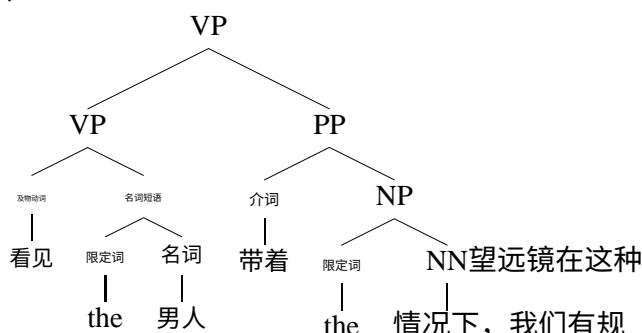 VP
VP PP
及物动词 名词短语 介词 NP
看见 限定词 名词 带着 限定词 NN望远镜在这种
the 男人 the 情况下，我们有规